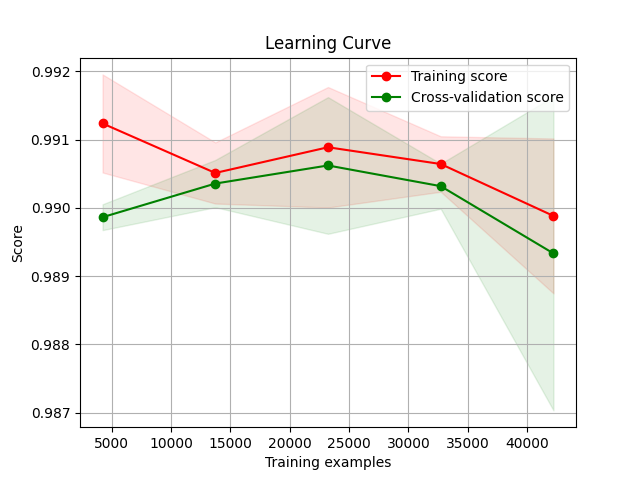 Learning Curve
0.992
0.991
0.990
0.989
0.988
0.987
Score
Training score
Cross-validation score
5000 10000 15000 20000 25000 30000 35000 40000
Training examples